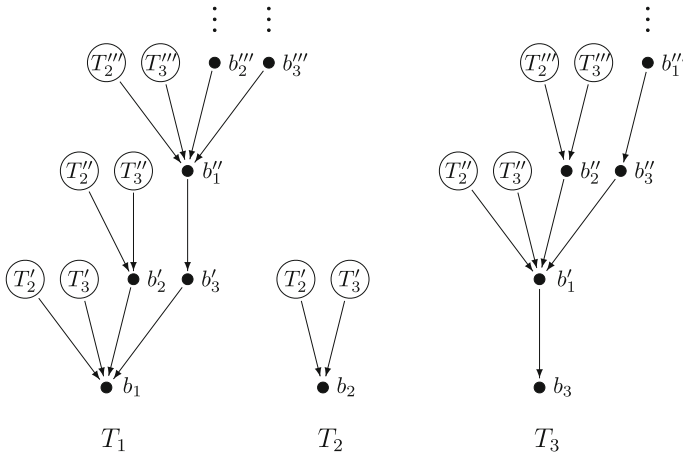 T₂''' T₃''' b₂''' b₃''' T₂''' T₃''' b₁'''
T₂'' T₃'' b₁'' T₂'' T₃'' b₂'' b₃''
T₂' T₃' b₂' b₃' T₂' T₃' b₁'
b₁ b₂ b₃
T₁ T₂ T₃